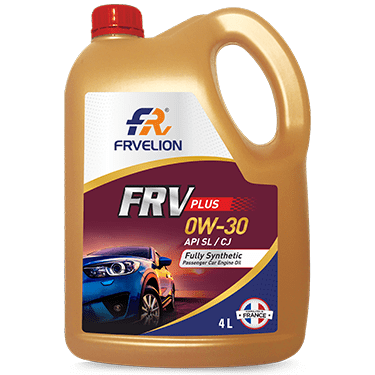 FR®
FRVELION
FRV PLUS
0W-30
API SL / CJ
Fully Synthetic
Passenger Car Engine Oil
4 L
FRANCE